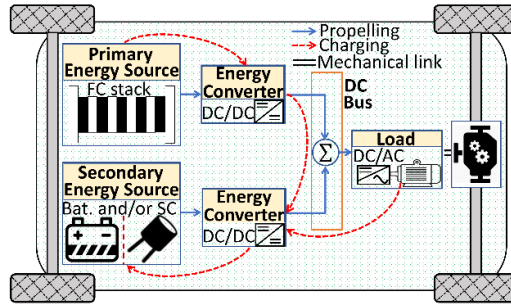 Propelling
Charging
Mechanical link
Primary
Energy Source
FC stack
Energy
Converter
DC/DC
DC
Bus
Σ
Load
DC/AC
Secondary
Energy Source
Bat. and/or SC
Energy
Converter
DC/DC